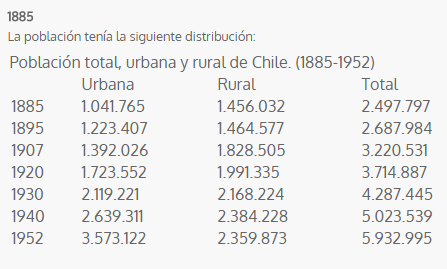 1885
La población tenía la siguiente distribución:
Población total, urbana y rural de Chile. (1885-1952)
Urbana Rural Total
1885 1.041.765 1.456.032 2.497.797
1895 1.223.407 1.464.577 2.687.984
1907 1.392.026 1.828.505 3.220.531
1920 1.723.552 1.991.335 3.714.887
1930 2.119.221 2.168.224 4.287.445
1940 2.639.311 2.384.228 5.023.539
1952 3.573.122 2.359.873 5.932.995